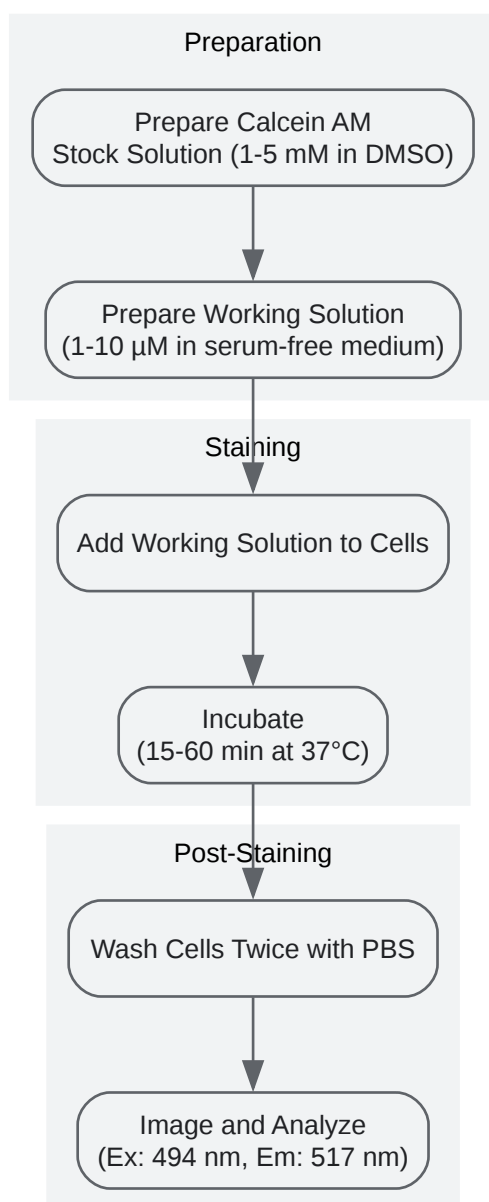 Preparation
Prepare Calcein AM
Stock Solution (1-5 mM in DMSO)
Prepare Working Solution
(1-10 µM in serum-free medium)
Staining
Add Working Solution to Cells
Incubate
(15-60 min at 37°C)
Post-Staining
Wash Cells Twice with PBS
Image and Analyze
(Ex: 494 nm, Em: 517 nm)